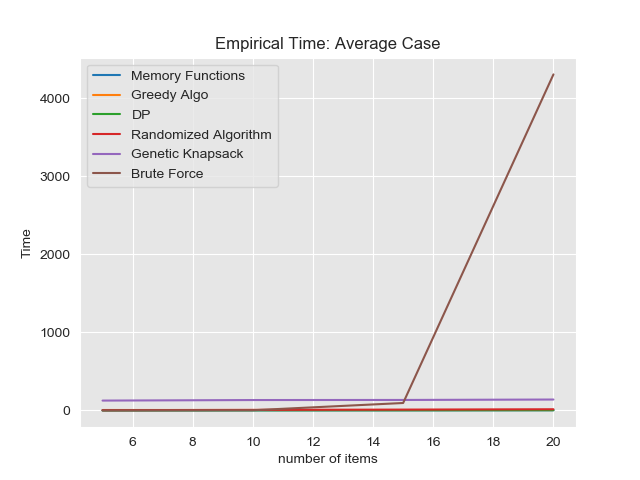 Empirical Time: Average Case
Memory Functions
Greedy Algo
DP
Randomized Algorithm
Genetic Knapsack
Brute Force
4000
3000
2000
1000
0
Time
6 8 10 12 14 16 18 20
number of items